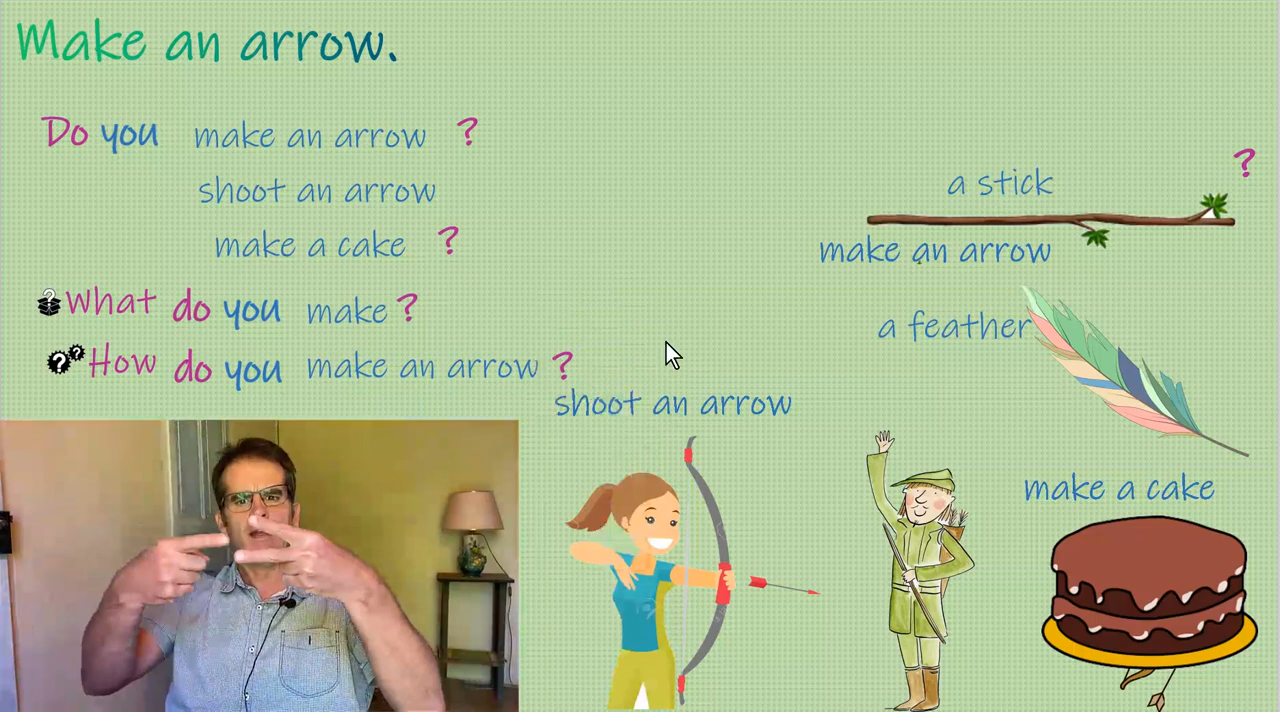 Make an arrow.
Do you make an arrow ?
shoot an arrow
make a cake ?
What do you make ?
How do you make an arrow ?
?
a stick
make an arrow
a feather
shoot an arrow
make a cake